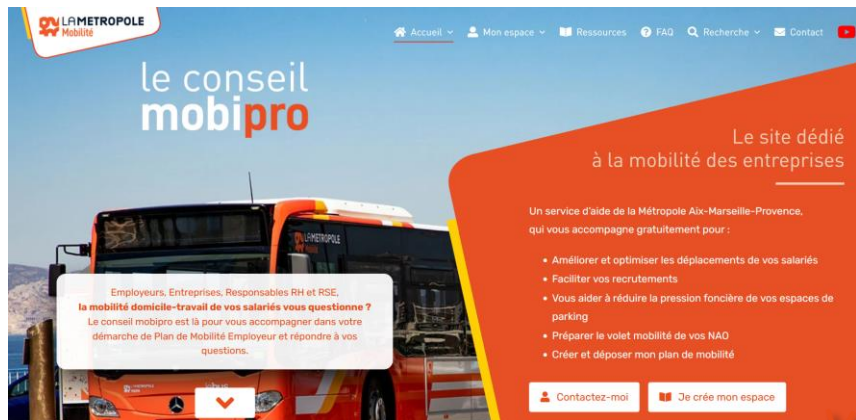 LAMETROPOLE
Mobilité
Accueil
Mon espace
Ressources
FAQ
Recherche
Contact
le conseil
mobipro
Le site dédié
à la mobilité des entreprises
Un service d'aide de la Métropole Aix-Marseille-Provence,
qui vous accompagne gratuitement pour :
• Améliorer et optimiser les déplacements de vos salariés
• Faciliter vos recrutements
• Vous aider à réduire la pression foncière de vos espaces de
parking
• Préparer le volet mobilité de vos NAO
• Créer et déposer mon plan de mobilité
Contactez-moi
Je crée mon espace
LAMETROPOLE
Mobilité
Employeurs, Entreprises, Responsables RH et RSE,
la mobilité domicile-travail de vos salariés vous questionne ?
Le conseil mobipro est là pour vous accompagner dans votre
démarche de Plan de Mobilité Employeur et répondre à vos
questions.